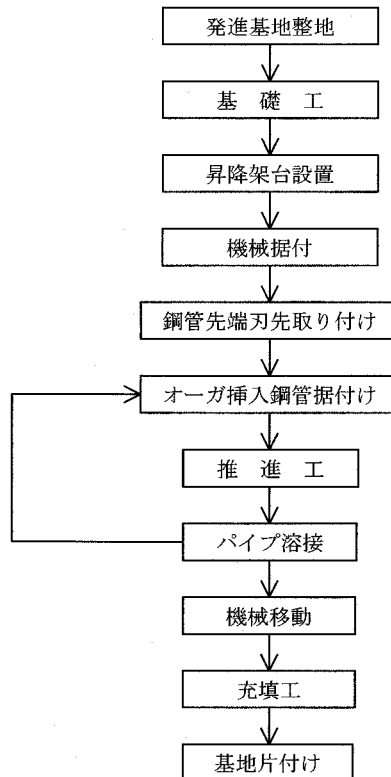 発進基地整地
基　礎　工
昇降架台設置
機械据付
鋼管先端刃先取り付け
オーガ挿入鋼管据付け
推　進　工
パイプ溶接
機械移動
充填工
基地片付け